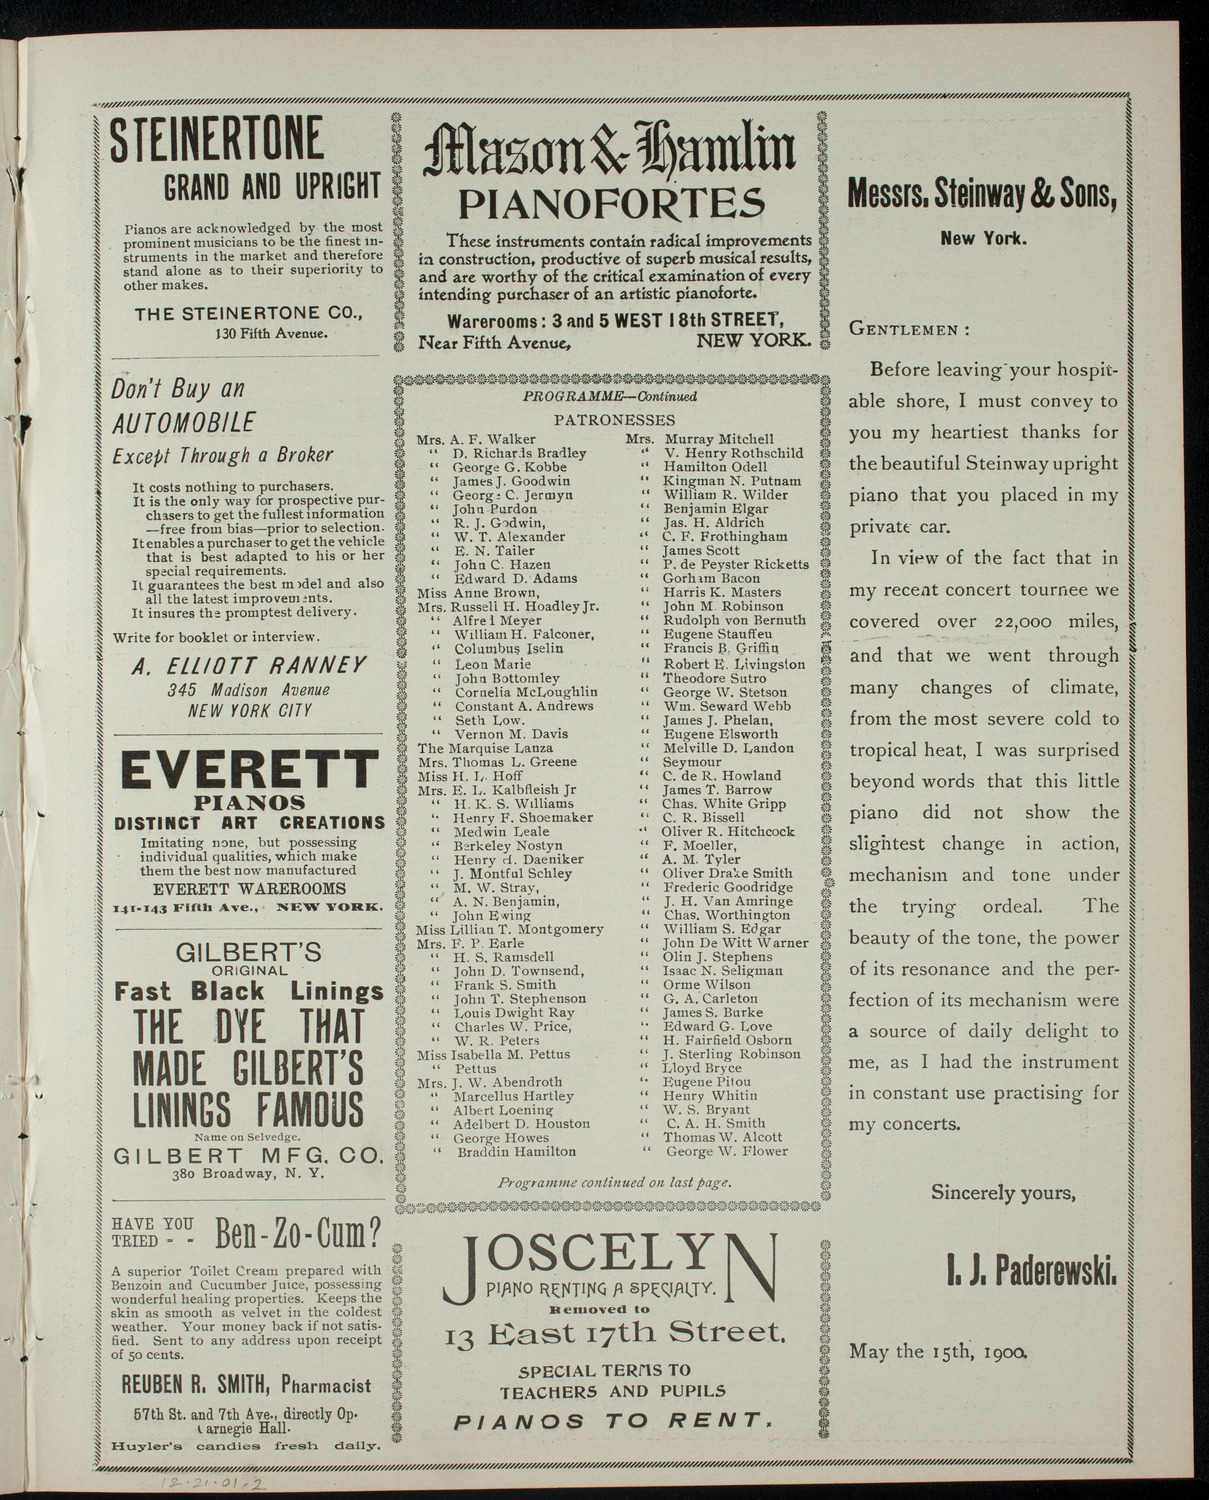 STEINERTONE
GRAND AND UPRIGHT
Pianos are acknowledged by the most
prominent musicians to be the finest in-
struments in the market and therefore
stand alone as to their superiority to
other makes.
THE STEINERTONE CO.,
130 Fifth Avenue.
Don't Buy an
AUTOMOBILE
Except Through a Broker
It costs nothing to purchasers.
It is the only way for prospective pur-
chasers to get the fullest information
—free from bias—prior to selection.
It enables a purchaser to get the vehicle
that is best adapted to his or her
special requirements.
It guarantees the best model and also
all the latest improvements.
It insures the promptest delivery.
Write for booklet or interview.
A. ELLIOTT RANNEY
345 Madison Avenue
NEW YORK CITY
EVERETT
PIANOS
DISTINCT ART CREATIONS
Imitating none, but possessing
individual qualities, which make
them the best now manufactured
EVERETT WAREROOMS
141-143 Fifth Ave., NEW YORK.
GILBERT'S
ORIGINAL
Fast Black Linings
THE DYE THAT
MADE GILBERT'S
LININGS FAMOUS
Name on Selvedge.
GILBERT MFG. CO.
380 Broadway, N. Y.
HAVE YOU
TRIED - - Ben-Zo-Cum?
A superior Toilet Cream prepared with
Benzoin and Cucumber Juice, possessing
wonderful healing properties. Keeps the
skin as smooth as velvet in the coldest
weather. Your money back if not satis-
fied. Sent to any address upon receipt
of 50 cents.
REUBEN R. SMITH, Pharmacist
57th St. and 7th Ave., directly Op.
Carnegie Hall.
Huyler's candies fresh daily.
Mason & Hamlin
PIANOFORTES
These instruments contain radical improvements
in construction, productive of superb musical results,
and are worthy of the critical examination of every
intending purchaser of an artistic pianoforte.
Warerooms: 3 and 5 WEST 18th STREET,
Near Fifth Avenue, NEW YORK.
PROGRAMME—Continued
PATRONESSES
Mrs. A. F. Walker
" D. Richards Bradley
" George G. Kobbe
" James J. Goodwin
" George C. Jermyn
" John Purdon
" R. J. Godwin,
" W. T. Alexander
" E. N. Tailer
" John C. Hazen
" Edward D. Adams
Miss Anne Brown,
Mrs. Russell H. Hoadley Jr.
" Alfred Meyer
" William H. Falconer,
" Columbus Iselin
" Leon Marie
" John Bottomley
" Cornelia McLoughlin
" Constant A. Andrews
" Seth Low.
" Vernon M. Davis
The Marquise Lanza
Mrs. Thomas L. Greene
Miss H. L. Hoff
Mrs. E. L. Kalbfleish Jr
" H. K. S. Williams
" Henry F. Shoemaker
" Medwin Leale
" Berkeley Nostyn
" Henry H. Daeniker
" J. Montful Schley
" M. W. Stray,
" A. N. Benjamin,
" John Ewing
Miss Lillian T. Montgomery
Mrs. F. P. Earle
" H. S. Ramsdell
" John D. Townsend,
" Frank S. Smith
" John T. Stephenson
" Louis Dwight Ray
" Charles W. Price,
" W. R. Peters
Miss Isabella M. Pettus
" Pettus
Mrs. J. W. Abendroth
" Marcellus Hartley
" Albert Loening
" Adelbert D. Houston
" George Howes
" Braddin Hamilton
Mrs. Murray Mitchell
" V. Henry Rothschild
" Hamilton Odell
" Kingman N. Putnam
" William R. Wilder
" Benjamin Elgar
" Jas. H. Aldrich
" C. F. Frothingham
" James Scott
" P. de Peyster Ricketts
" Gorham Bacon
" Harris K. Masters
" John M. Robinson
" Rudolph von Bernuth
" Eugene Stauffeu
" Francis B. Griffin
" Robert E. Livingston
" Theodore Sutro
" George W. Stetson
" Wm. Seward Webb
" James J. Phelan,
" Eugene Elsworth
" Melville D. Landon
" Seymour
" C. de R. Howland
" James T. Barrow
" Chas. White Gripp
" C. R. Bissell
" Oliver R. Hitchcock
" F. Moeller,
" A. M. Tyler
" Oliver Drake Smith
" Frederic Goodridge
" J. H. Van Amringe
" Chas. Worthington
" William S. Edgar
" John De Witt Warner
" Olin J. Stephens
" Isaac N. Seligman
" Orme Wilson
" G. A. Carleton
" James S. Burke
" Edward G. Love
" H. Fairfield Osborn
" J. Sterling Robinson
" Lloyd Bryce
" Eugene Pitou
" Henry Whitin
" W. S. Bryant
" C. A. H. Smith
" Thomas W. Alcott
" George W. Flower
Programme continued on last page.
JOSCELYN
PIANO RENTING A SPECIALTY.
Removed to
13 East 17th Street.
SPECIAL TERMS TO
TEACHERS AND PUPILS
PIANOS TO RENT.
Messrs. Steinway & Sons,
New York.
GENTLEMEN:
Before leaving your hospit-
able shore, I must convey to
you my heartiest thanks for
the beautiful Steinway upright
piano that you placed in my
private car.
In view of the fact that in
my recent concert tournee we
covered over 22,000 miles,
and that we went through
many changes of climate,
from the most severe cold to
tropical heat, I was surprised
beyond words that this little
piano did not show the
slightest change in action,
mechanism and tone under
the trying ordeal. The
beauty of the tone, the power
of its resonance and the per-
fection of its mechanism were
a source of daily delight to
me, as I had the instrument
in constant use practising for
my concerts.
Sincerely yours,
I. J. Paderewski.
May the 15th, 1900.
12-21-01-2